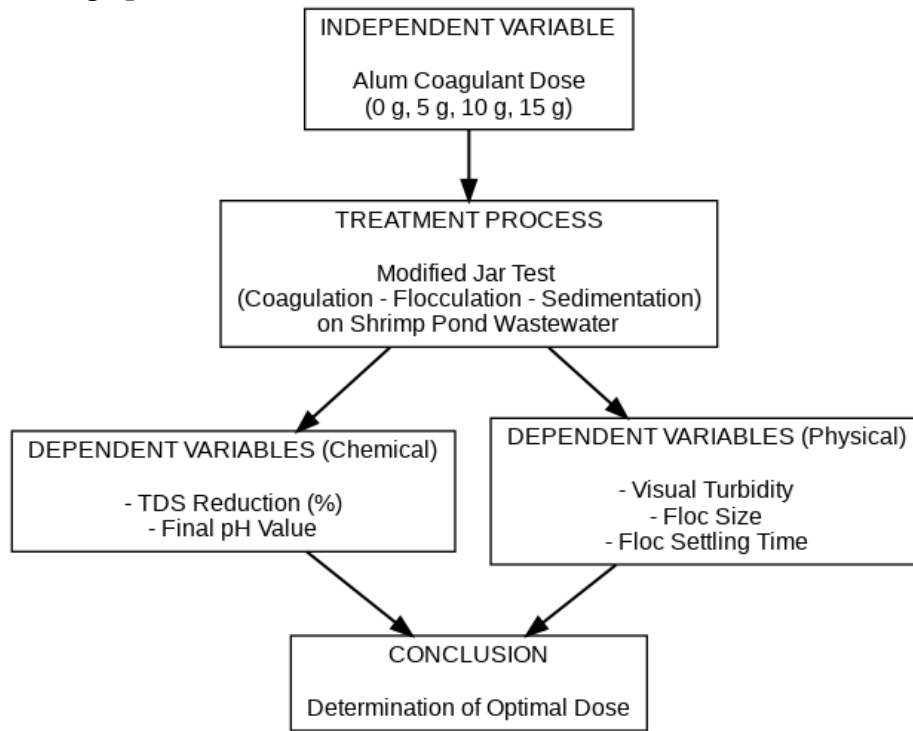 INDEPENDENT VARIABLE
Alum Coagulant Dose
(0 g, 5 g, 10 g, 15 g)
TREATMENT PROCESS
Modified Jar Test
(Coagulation - Flocculation - Sedimentation)
on Shrimp Pond Wastewater
DEPENDENT VARIABLES (Chemical)
- TDS Reduction (%)
- Final pH Value
DEPENDENT VARIABLES (Physical)
- Visual Turbidity
- Floc Size
- Floc Settling Time
CONCLUSION
Determination of Optimal Dose